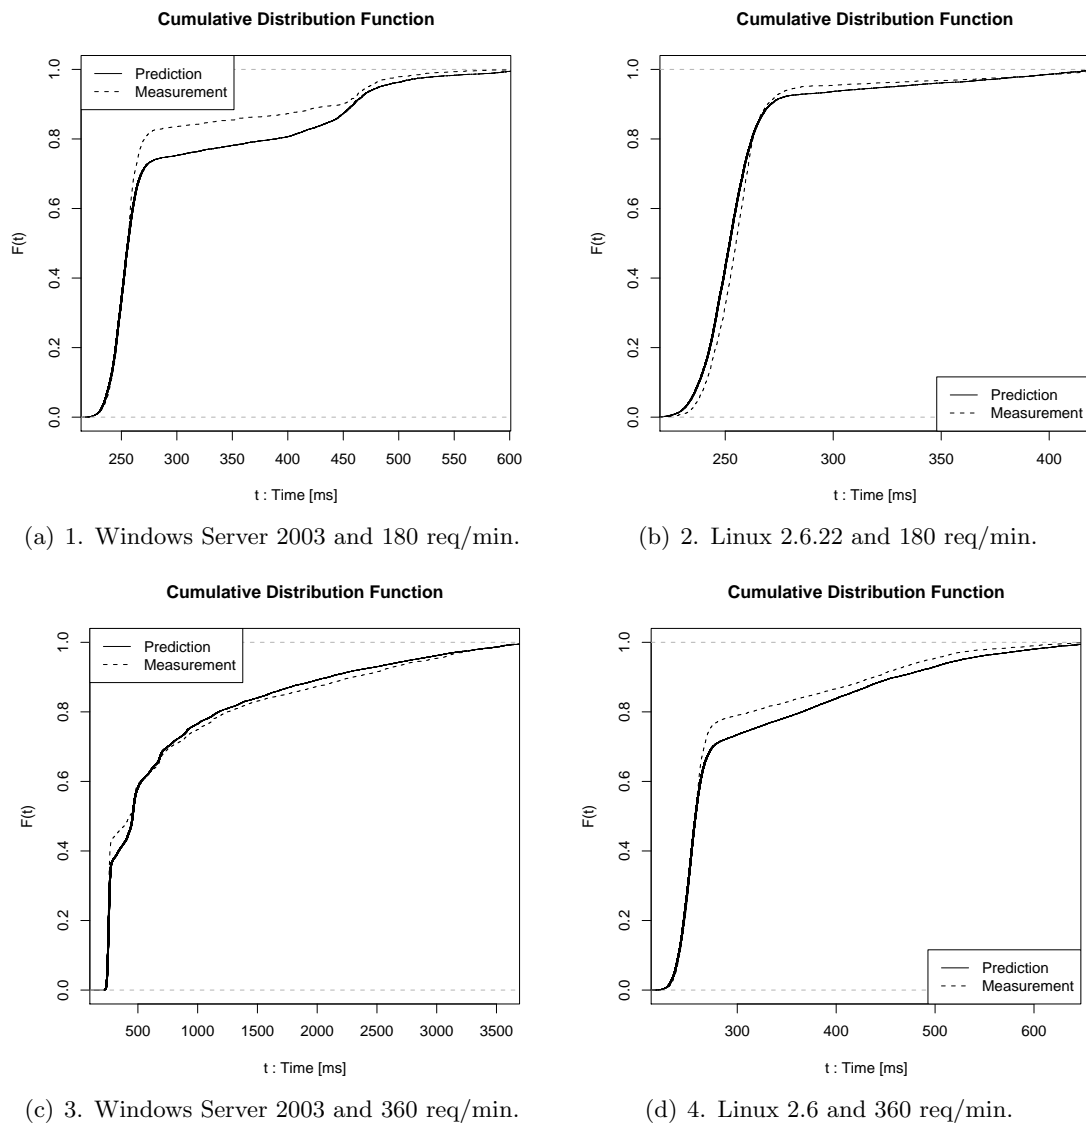 Cumulative Distribution Function
Prediction
Measurement
F(t)
0.0
0.2
0.4
0.6
0.8
1.0
250 300 350 400 450 500 550 600
t : Time [ms]
(a) 1. Windows Server 2003 and 180 req/min.
Cumulative Distribution Function
F(t)
0.0
0.2
0.4
0.6
0.8
1.0
Prediction
Measurement
250 300 350 400
t : Time [ms]
(b) 2. Linux 2.6.22 and 180 req/min.
Cumulative Distribution Function
Prediction
Measurement
F(t)
0.0
0.2
0.4
0.6
0.8
1.0
500 1000 1500 2000 2500 3000 3500
t : Time [ms]
(c) 3. Windows Server 2003 and 360 req/min.
Cumulative Distribution Function
F(t)
0.0
0.2
0.4
0.6
0.8
1.0
Prediction
Measurement
300 400 500 600
t : Time [ms]
(d) 4. Linux 2.6 and 360 req/min.